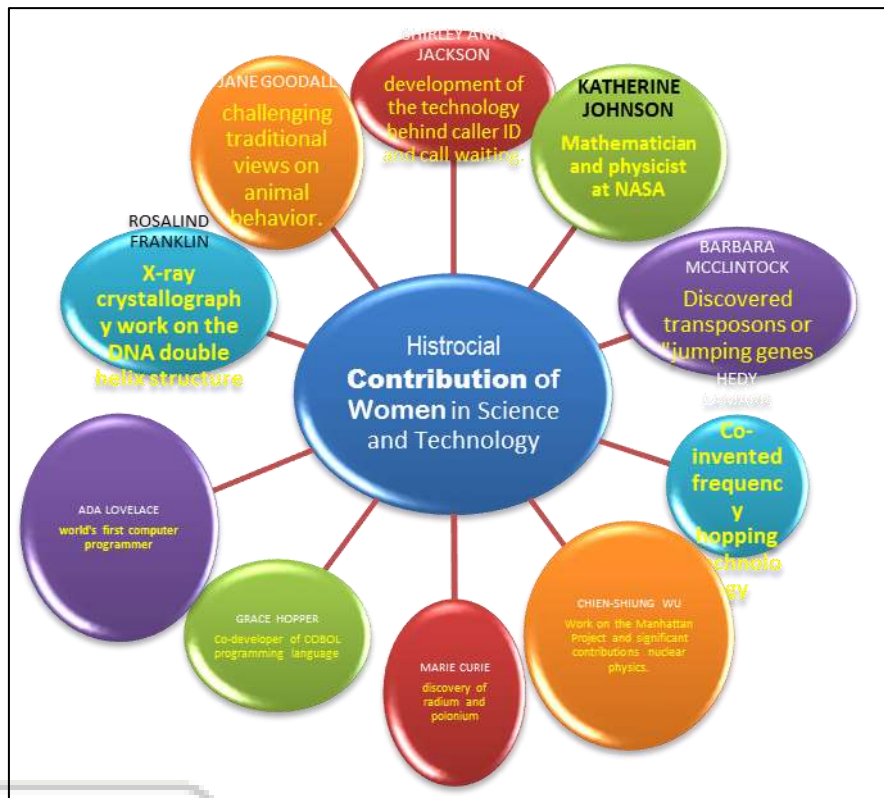 Histrocial
Contribution of
Women in Science
and Technology
SHIRLEY ANN
JACKSON
development of
the technology
behind caller ID
and call waiting.
KATHERINE
JOHNSON
Mathematician
and physicist
at NASA
BARBARA
MCCLINTOCK
Discovered
transposons or
"jumping genes
HEDY
Co-
invented
frequenc
y
hopping
technolo
gy
CHIEN-SHIUNG WU
Work on the Manhattan
Project and significant
contributions nuclear
physics.
MARIE CURIE
discovery of
radium and
polonium
GRACE HOPPER
Co-developer of COBOL
programming language
ADA LOVELACE
world's first computer
programmer
ROSALIND
FRANKLIN
X-ray
crystallograph
y work on the
DNA double
helix structure
JANE GOODALL
challenging
traditional
views on
animal
behavior.